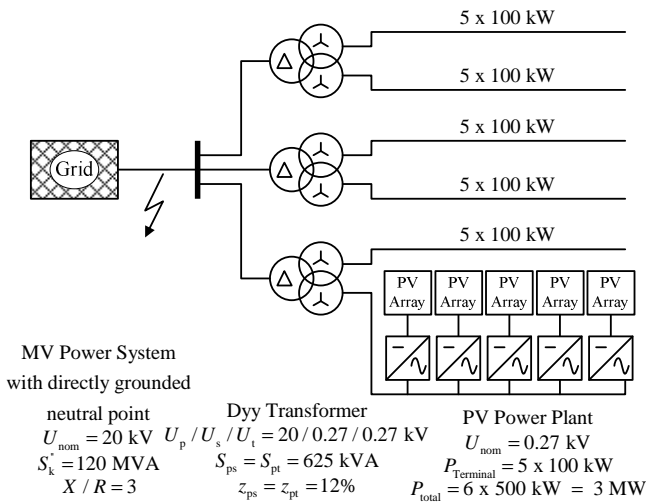 5 x 100 kW
5 x 100 kW
5 x 100 kW
5 x 100 kW
5 x 100 kW
Grid
Δ
Δ
Δ
PV Array
PV Array
PV Array
PV Array
PV Array
MV Power System
with directly grounded
neutral point
U_nom = 20 kV
S_k'' = 120 MVA
X / R = 3
Dyy Transformer
U_p / U_s / U_t = 20 / 0.27 / 0.27 kV
S_ps = S_pt = 625 kVA
z_ps = z_pt = 12%
PV Power Plant
U_nom = 0.27 kV
P_Terminal = 5 x 100 kW
P_total = 6 x 500 kW = 3 MW